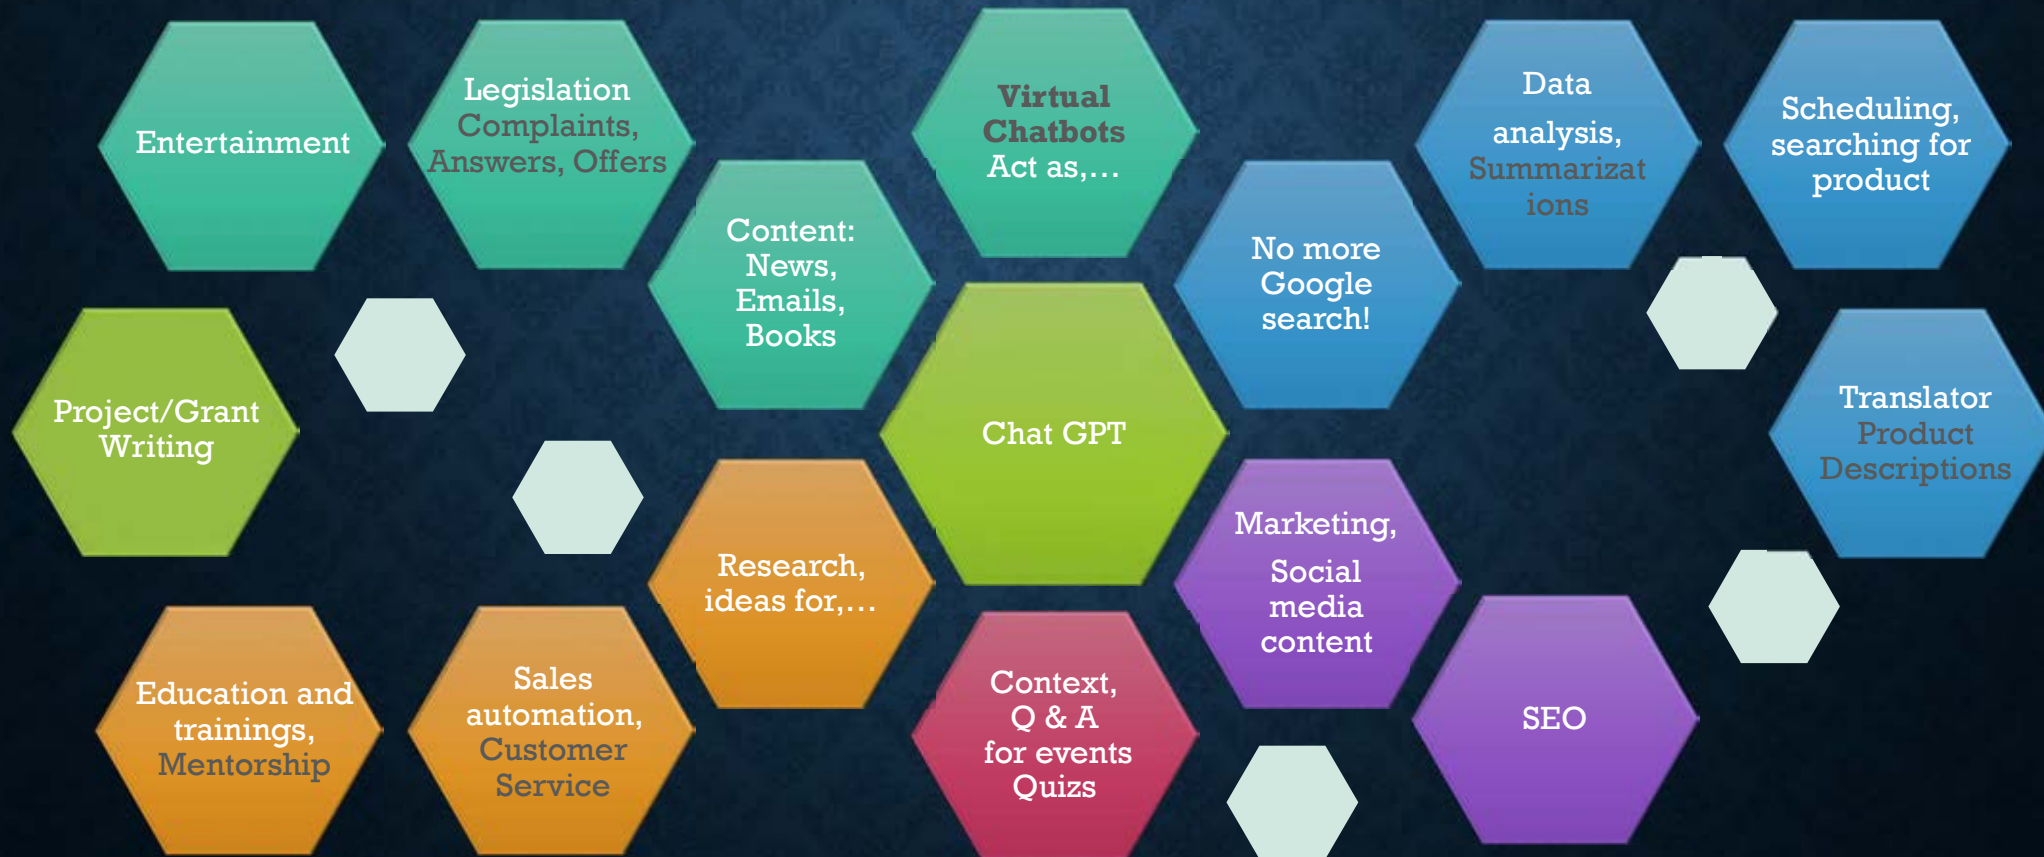 Entertainment
Legislation
Complaints,
Answers, Offers
Content:
News,
Emails,
Books
Virtual
Chatbots
Act as,…
No more
Google
search!
Data
analysis,
Summarizat
ions
Scheduling,
searching for
product
Project/Grant
Writing
Chat GPT
Translator
Product
Descriptions
Education and
trainings,
Mentorship
Sales
automation,
Customer
Service
Research,
ideas for,…
Context,
Q & A
for events
Quizs
Marketing,
Social
media
content
SEO